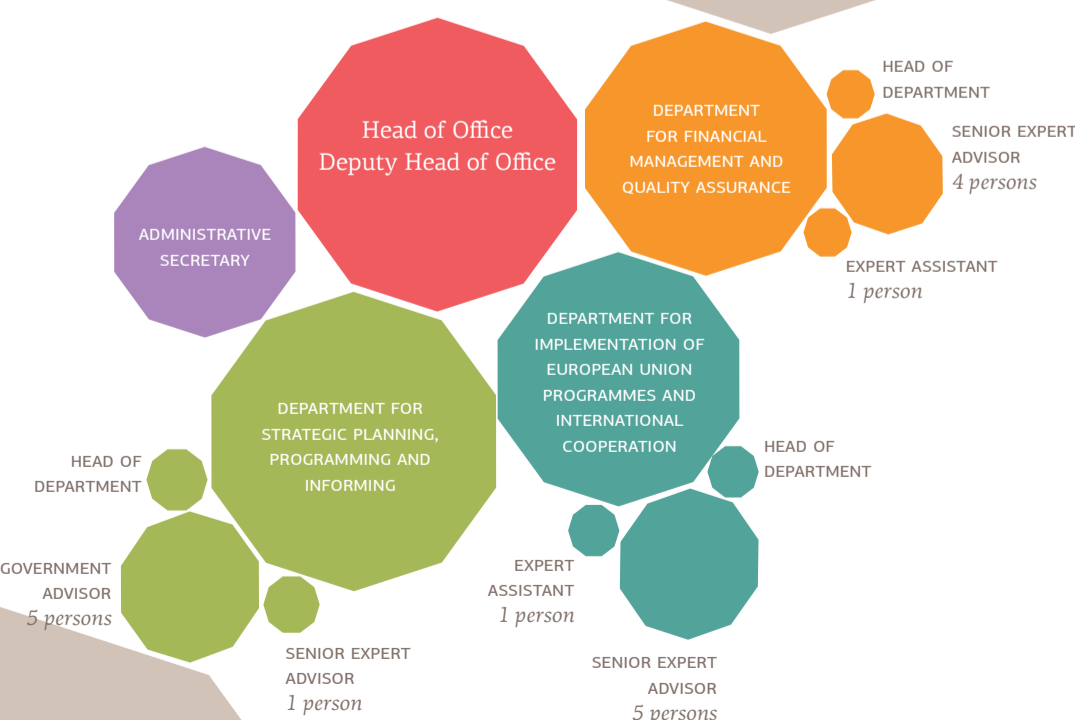 Head of Office
Deputy Head of Office
DEPARTMENT
FOR FINANCIAL
MANAGEMENT AND
QUALITY ASSURANCE
HEAD OF
DEPARTMENT
SENIOR EXPERT
ADVISOR
4 persons
EXPERT ASSISTANT
1 person
ADMINISTRATIVE
SECRETARY
DEPARTMENT FOR
IMPLEMENTATION OF
EUROPEAN UNION
PROGRAMMES AND
INTERNATIONAL
COOPERATION
HEAD OF
DEPARTMENT
EXPERT
ASSISTANT
1 person
SENIOR EXPERT
ADVISOR
5 persons
DEPARTMENT FOR
STRATEGIC PLANNING,
PROGRAMMING AND
INFORMING
HEAD OF
DEPARTMENT
GOVERNMENT
ADVISOR
5 persons
SENIOR EXPERT
ADVISOR
1 person